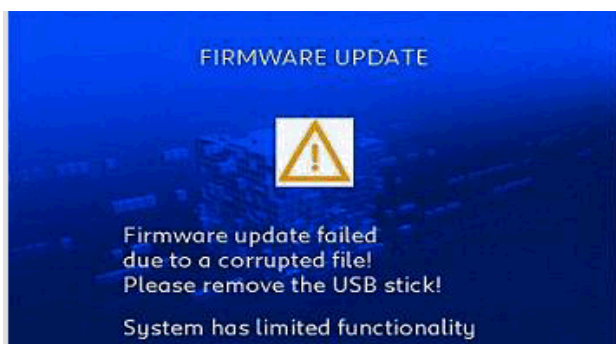 FIRMWARE UPDATE
Firmware update failed
due to a corrupted file!
Please remove the USB stick!
System has limited functionality